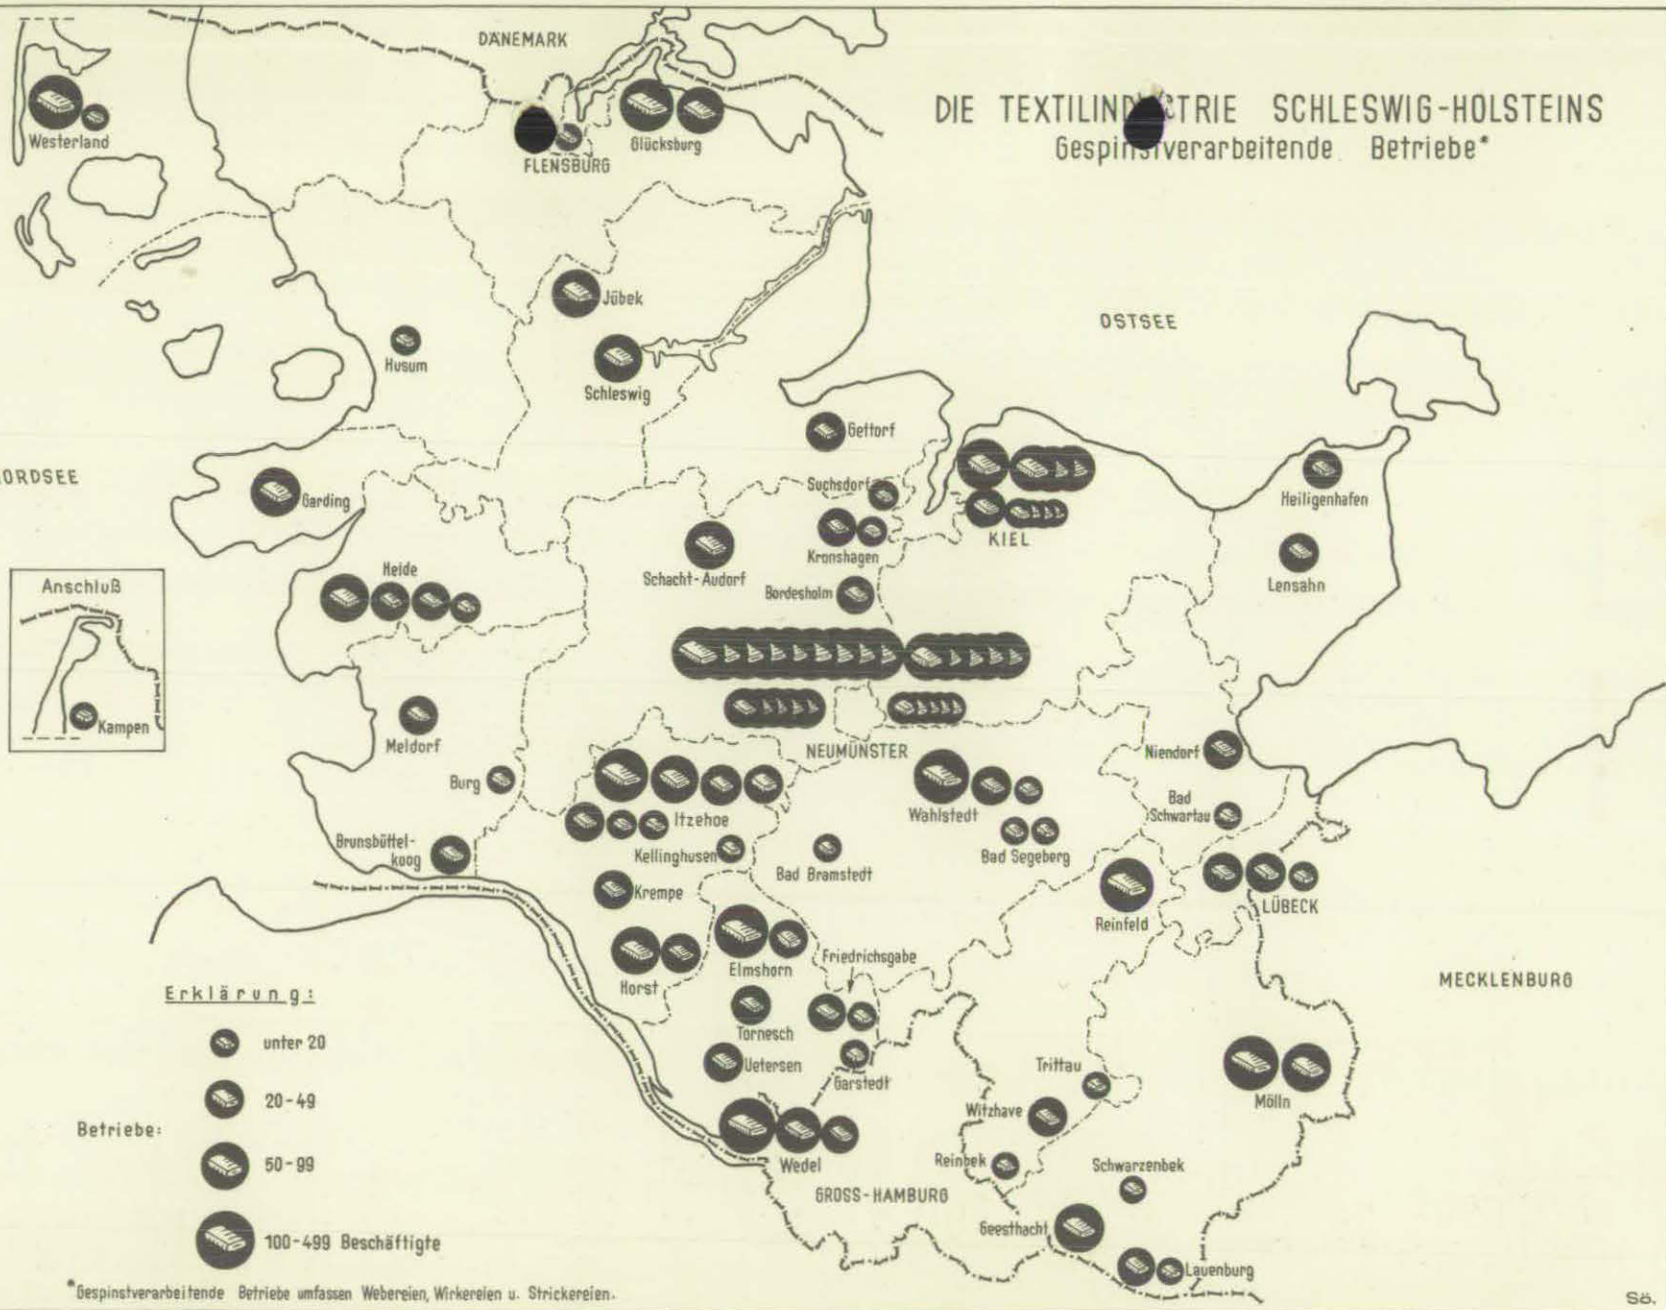 DIE TEXTILINDUSTRIE SCHLESWIG-HOLSTEINS
Gespinstverarbeitende Betriebe*
DÄNEMARK
Westerland
FLENSBURG
Glücksburg
Jübek
OSTSEE
Husum
Schleswig
Gettorf
ORDSEE
Garding
Suchsdorf
Heiligenhafen
KIEL
Kronshagen
Schacht-Audorf
Heide
Lensahn
Bordesholm
Anschluß
Kampen
Meldorf
NEUMÜNSTER
Niendorf
Burg
Bad
Schwartau
Wahlstedt
Itzehoe
Brunsbüttel-
koog
Kellinghusen
Bad Segeberg
Bad Bramstedt
Krempe
LÜBECK
Reinfeld
Elmshorn
Friedrichsgabe
Horst
MECKLENBURG
Tornesch
Uetersen
Garstedt
Trittau
Mölln
Witzhave
Wedel
Reinbek
Schwarzenbek
GROSS-HAMBURG
Geesthacht
Lauenburg
Erklärung:
unter 20
20-49
Betriebe:
50-99
100-499 Beschäftigte
*Gespinstverarbeitende Betriebe umfassen Webereien, Wirkereien u. Strickereien.
Sö.